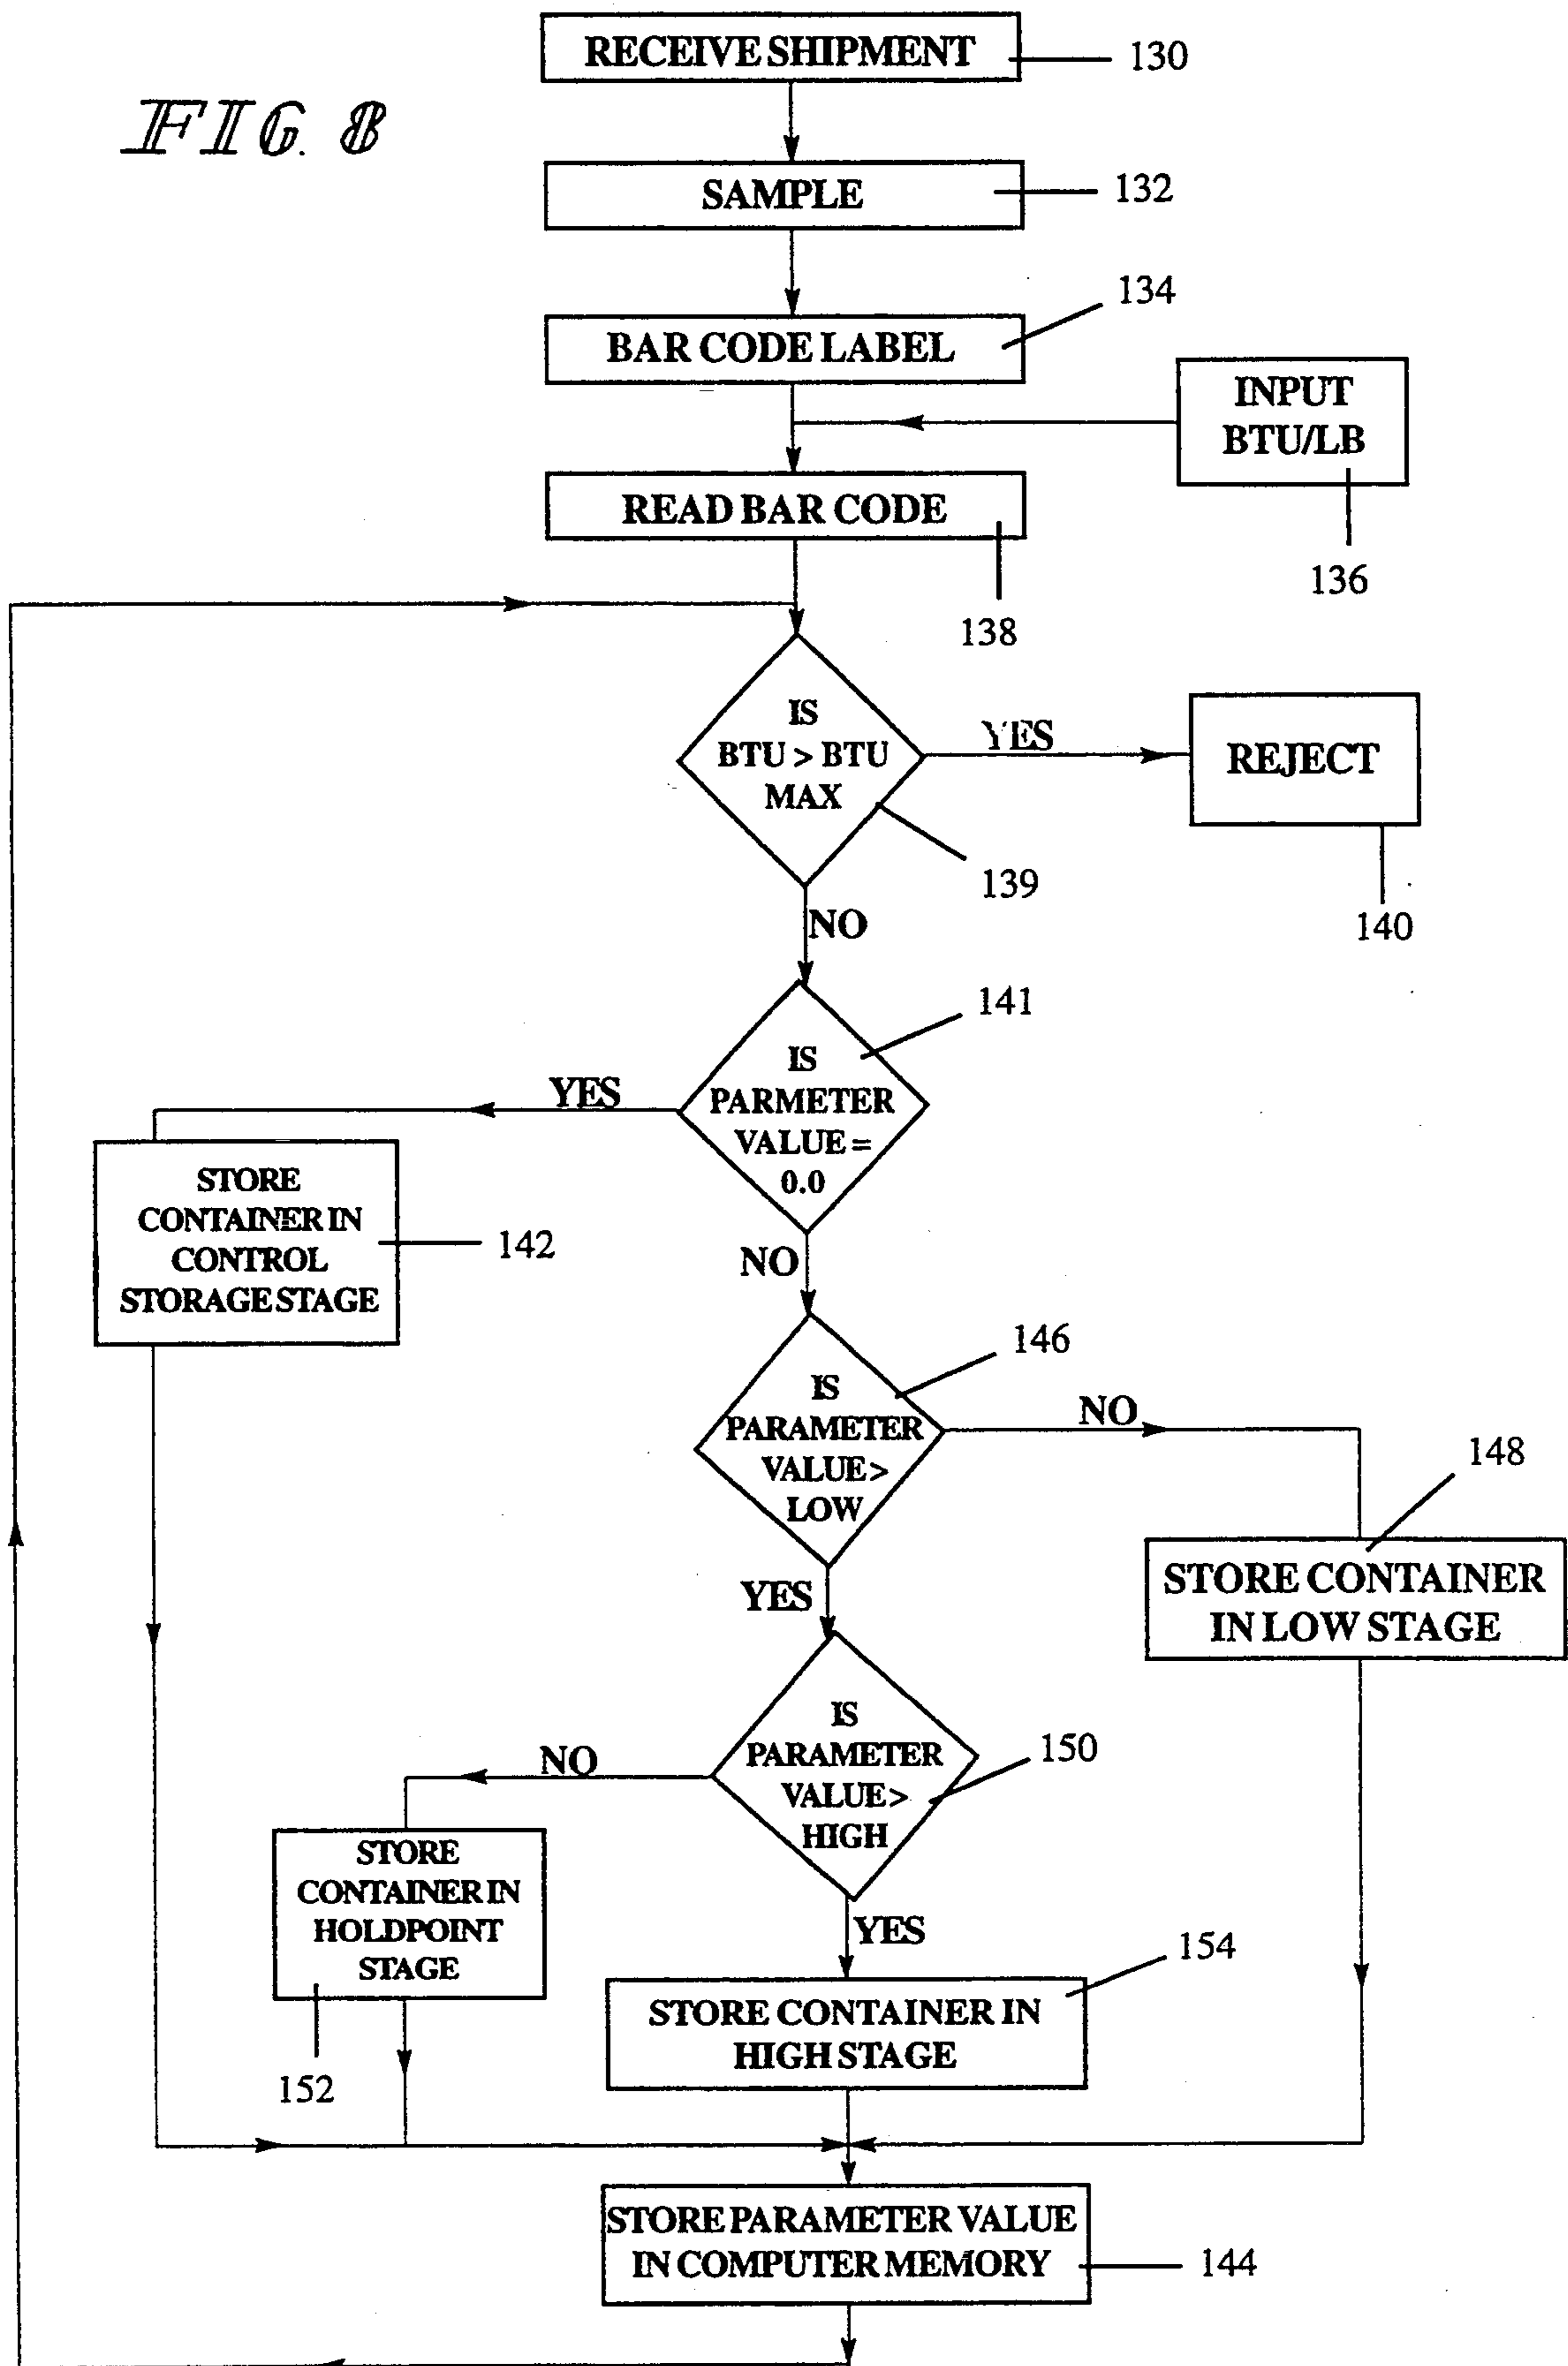 FIG. 8
RECEIVE SHIPMENT
130
SAMPLE
132
134
BAR CODE LABEL
INPUT
BTU/LB
136
READ BAR CODE
138
IS
BTU > BTU
MAX
139
YES
REJECT
140
NO
141
IS
PARMETER
VALUE =
0.0
YES
STORE
CONTAINER IN
CONTROL
STORAGE STAGE
142
NO
146
IS
PARAMETER
VALUE >
LOW
NO
148
STORE CONTAINER
IN LOW STAGE
YES
IS
PARAMETER
VALUE >
HIGH
150
NO
STORE
CONTAINER IN
HOLDPOINT
STAGE
152
YES
154
STORE CONTAINER IN
HIGH STAGE
STORE PARAMETER VALUE
IN COMPUTER MEMORY
144